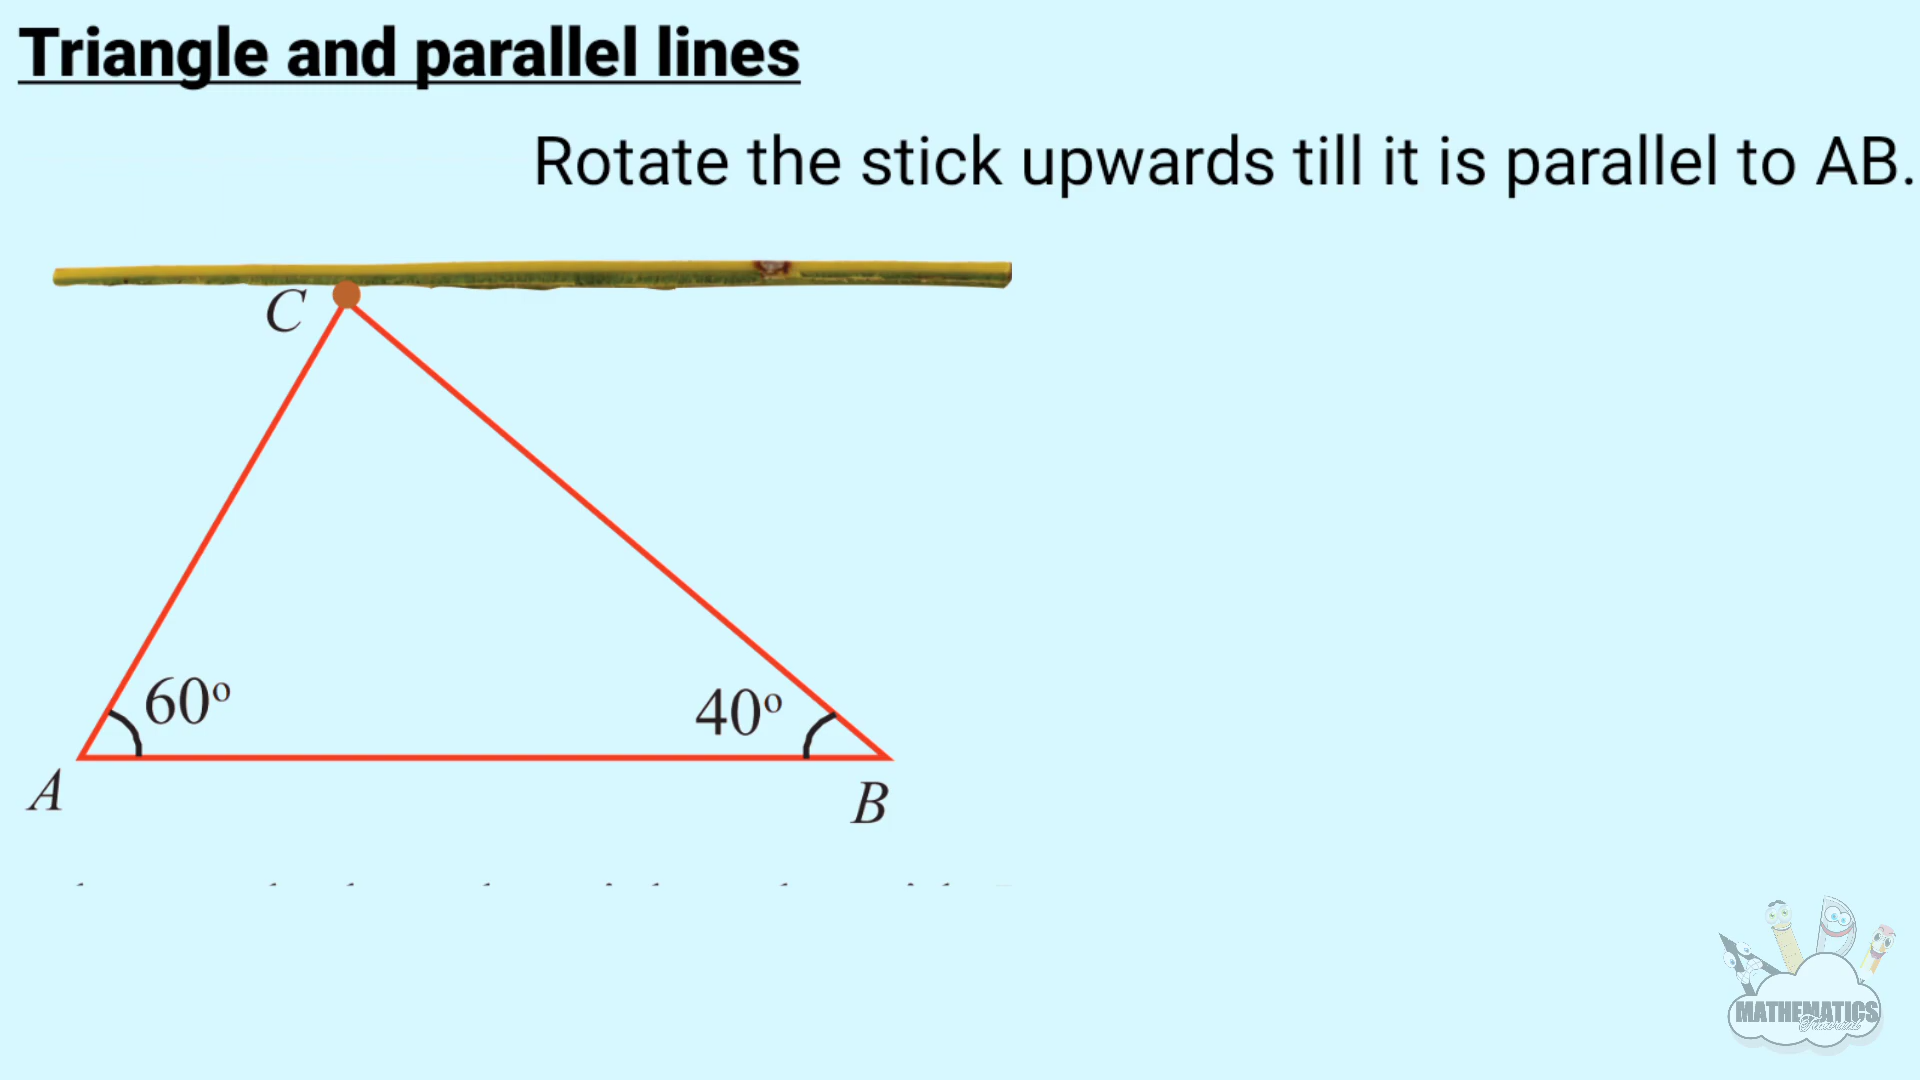 Triangle and parallel lines
Rotate the stick upwards till it is parallel to AB.
C
60º
40º
A
B
MATHEMATICS